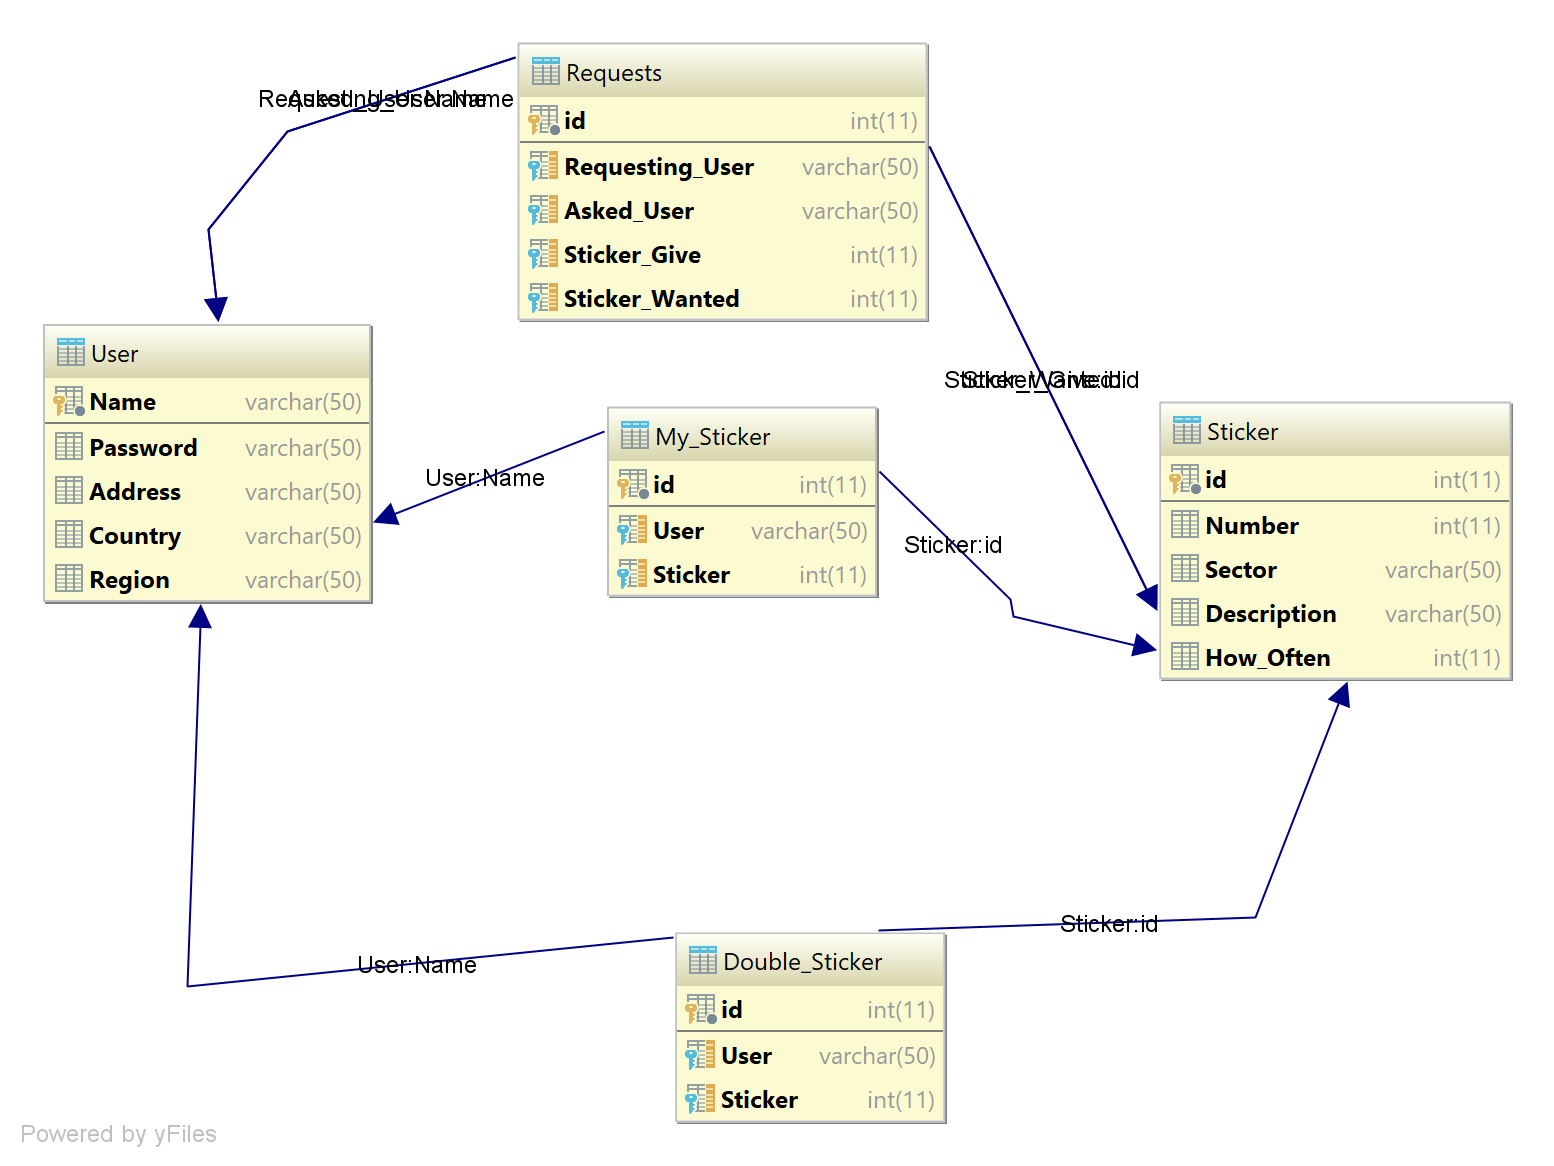 Requests
id int(11)
Requesting_User varchar(50)
Asked_User varchar(50)
Sticker_Give int(11)
Sticker_Wanted int(11)
Requesting_User:Name
Asked_User:Name
User
Name varchar(50)
Password varchar(50)
Address varchar(50)
Country varchar(50)
Region varchar(50)
User:Name
My_Sticker
id int(11)
User varchar(50)
Sticker int(11)
Sticker:id
Sticker_Wanted:id
Sticker_Give:id
Sticker
id int(11)
Number int(11)
Sector varchar(50)
Description varchar(50)
How_Often int(11)
Sticker:id
User:Name
Double_Sticker
id int(11)
User varchar(50)
Sticker int(11)
Powered by yFiles